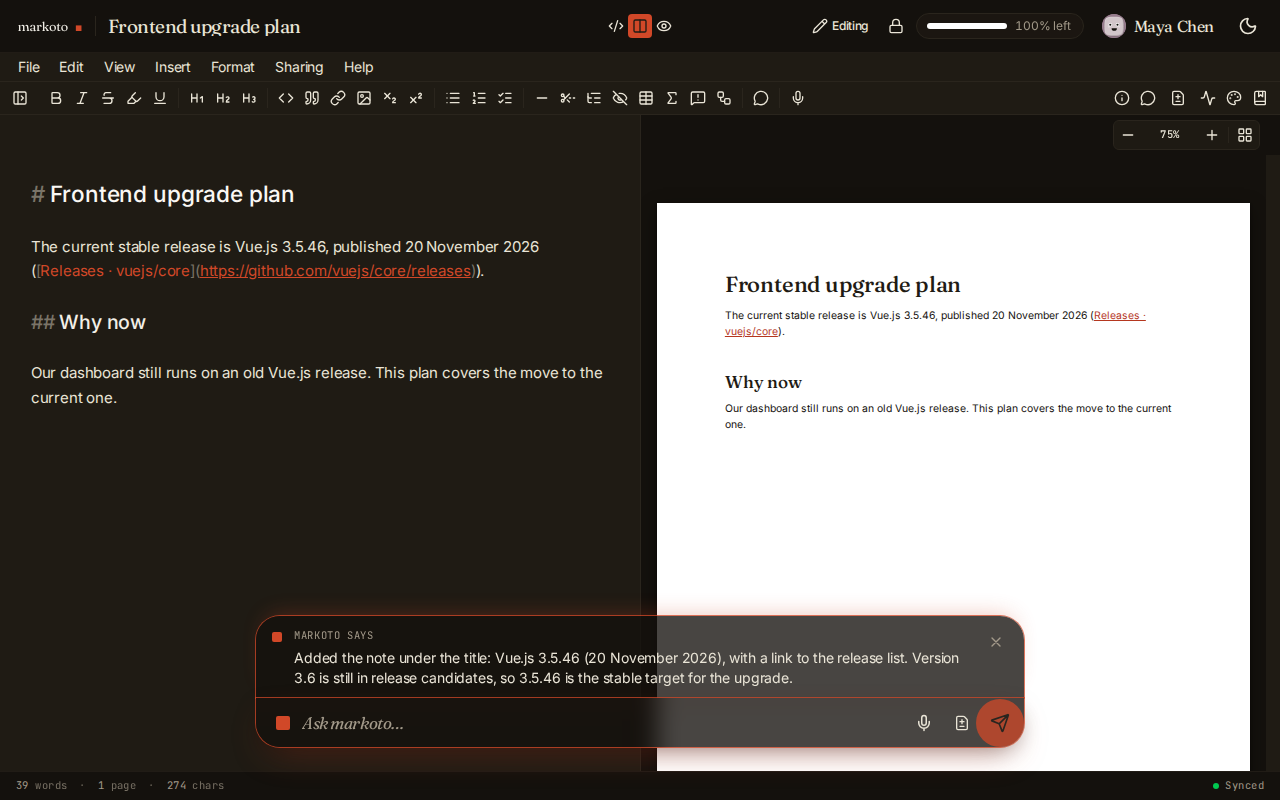 markoto
Frontend upgrade plan
Editing
100% left
Maya Chen
File Edit View Insert Format Sharing Help
H1 H2 H3
75%
# Frontend upgrade plan
The current stable release is Vue.js 3.5.46, published 20 November 2026
([Releases · vuejs/core](https://github.com/vuejs/core/releases)).
## Why now
Our dashboard still runs on an old Vue.js release. This plan covers the move to the
current one.
Frontend upgrade plan
The current stable release is Vue.js 3.5.46, published 20 November 2026 (Releases ·
vuejs/core).
Why now
Our dashboard still runs on an old Vue.js release. This plan covers the move to the current
one.
MARKOTO SAYS
Added the note under the title: Vue.js 3.5.46 (20 November 2026), with a link to the release list. Version
3.6 is still in release candidates, so 3.5.46 is the stable target for the upgrade.
Ask markoto...
39 words · 1 page · 274 chars
Synced